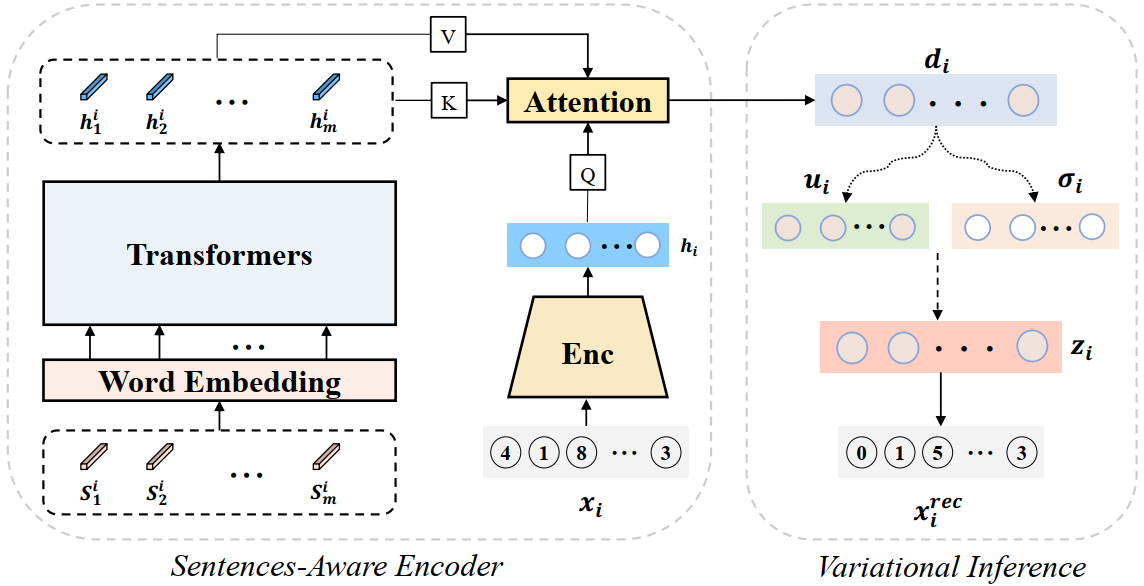 V
K
Attention
Q
h_1^i h_2^i ... h_m^i
Transformers
...
Word Embedding
S_1^i S_2^i ... S_m^i
h_i
Enc
4 1 8 ... 3
x_i
Sentences-Aware Encoder
d_i
u_i
σ_i
z_i
0 1 5 ... 3
x_i^{rec}
Variational Inference